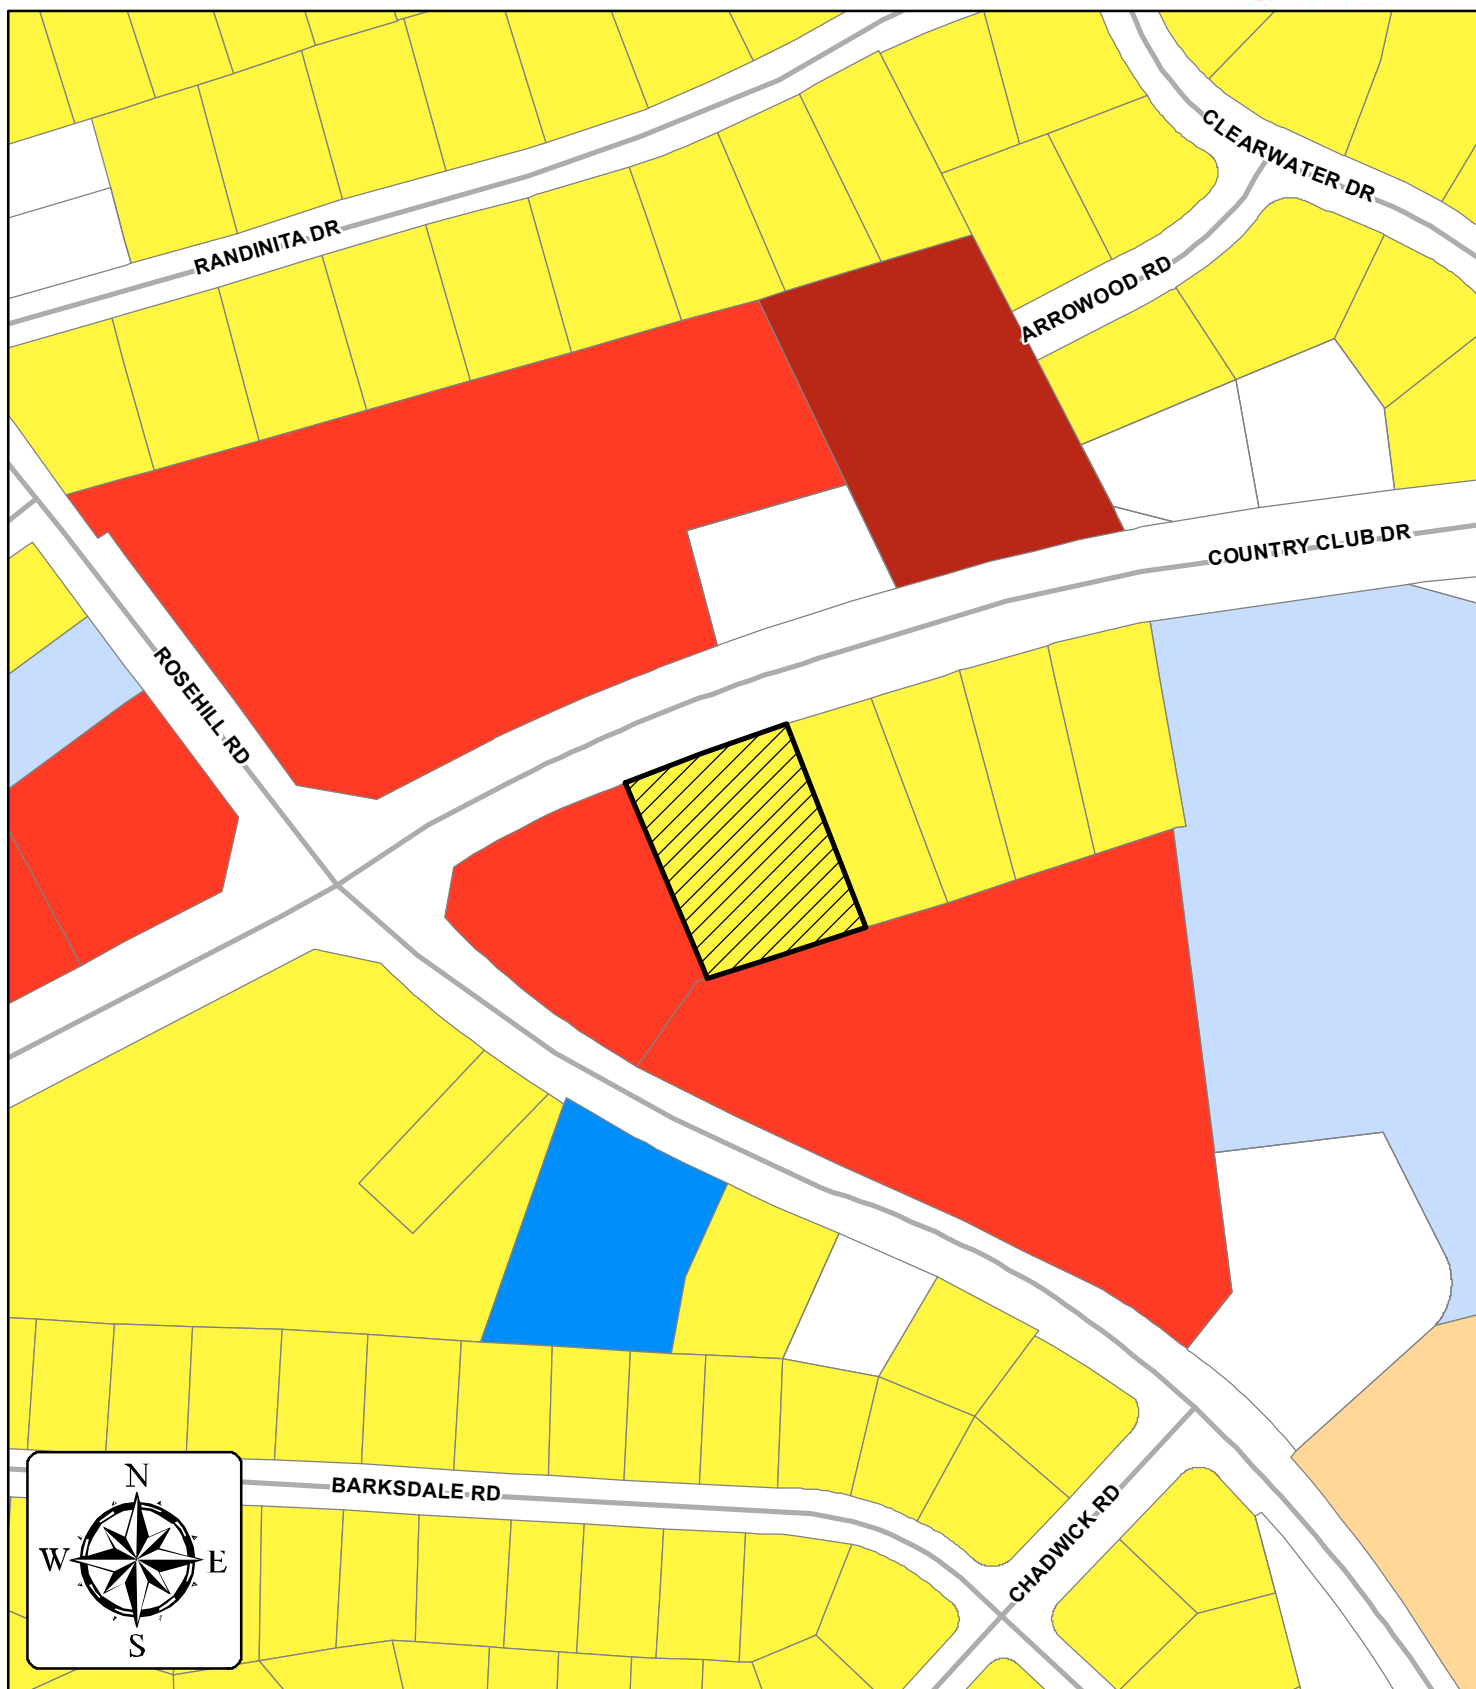 CLEARWATER DR
RANDINITA DR
ARROWOOD RD
COUNTRY CLUB DR
ROSEHILL RD
BARKSDALE RD
CHADWICK RD
N
W
E
S